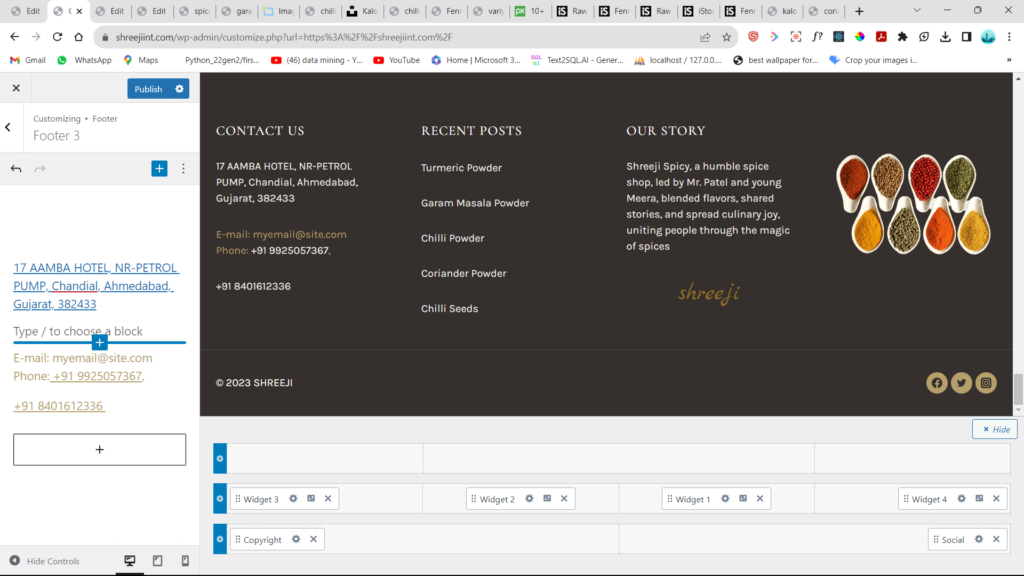 Edit
C
Edit
Edit
spic
gara
Ima
chill
Kalo
chill
Fenn
variy
10+
Raw
Fenn
Raw
iSto
Fenn
kalo
cori
shreejiint.com/wp-admin/customize.php?url=https%3A%2F%2Fshreejiint.com%2F
Gmail
WhatsApp
Maps
Python_22gen2/firs...
(46) data mining - Y...
YouTube
Home | Microsoft 3...
Text2SQL.AI - Gener...
localhost / 127.0.0....
best wallpaper for...
Crop your images i...
»
Publish
Customizing • Footer
Footer 3
17 AAMBA HOTEL, NR-PETROL
PUMP, Chandial, Ahmedabad,
Gujarat, 382433
Type / to choose a block
E-mail: myemail@site.com
Phone: +91 9925057367,
+91 8401612336
Hide Controls
CONTACT US
17 AAMBA HOTEL, NR-PETROL
PUMP, Chandial, Ahmedabad,
Gujarat, 382433
E-mail: myemail@site.com
Phone: +91 9925057367,
+91 8401612336
RECENT POSTS
Turmeric Powder
Garam Masala Powder
Chilli Powder
Coriander Powder
Chilli Seeds
OUR STORY
Shreeji Spicy, a humble spice
shop, led by Mr. Patel and young
Meera, blended flavors, shared
stories, and spread culinary joy,
uniting people through the magic
of spices
shreeji
© 2023 SHREEJI
Hide
Widget 3
Widget 2
Widget 1
Widget 4
Copyright
Social